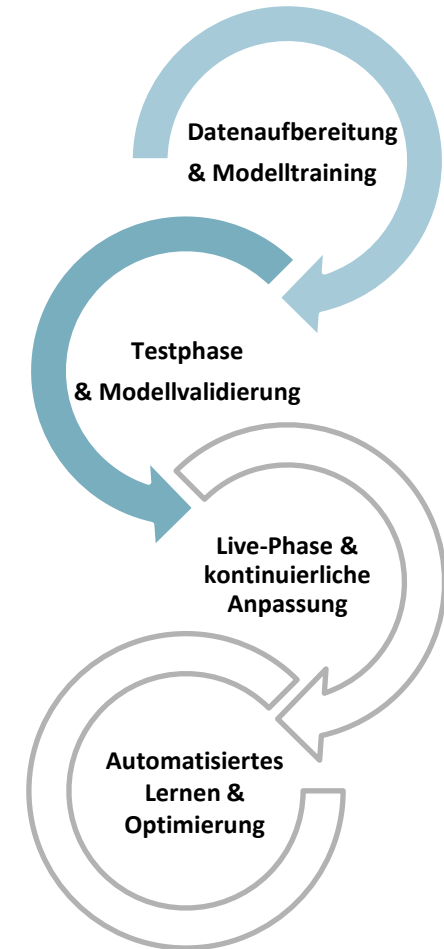 Datenaufbereitung
& Modelltraining
Testphase
& Modellvalidierung
Live-Phase &
kontinuierliche
Anpassung
Automatisiertes
Lernen &
Optimierung